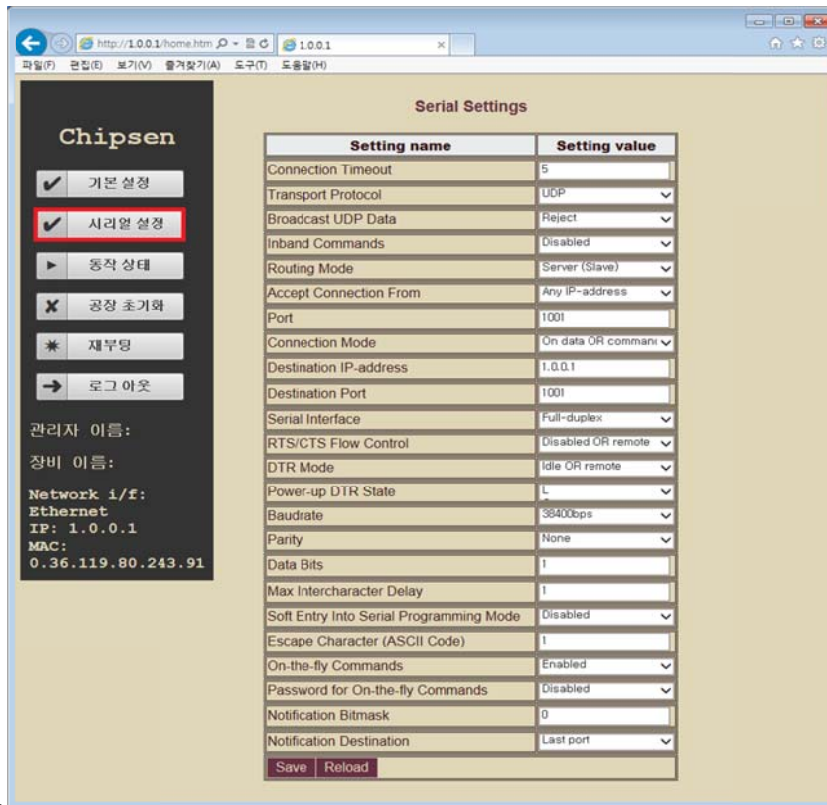 http://1.0.0.1/home.htm
1.0.0.1
파일(F) 편집(E) 보기(V) 즐겨찾기(A) 도구(T) 도움말(H)
Chipsen
기본 설정
시리얼 설정
동작 상태
공장 초기화
재부팅
로그 아웃
관리자 이름:
장비 이름:
Network i/f:
Ethernet
IP: 1.0.0.1
MAC:
0.36.119.80.243.91
Serial Settings
Setting name Setting value
Connection Timeout 5
Transport Protocol UDP
Broadcast UDP Data Reject
Inband Commands Disabled
Routing Mode Server (Slave)
Accept Connection From Any IP-address
Port 1001
Connection Mode On data OR comman
Destination IP-address 1.0.0.1
Destination Port 1001
Serial Interface Full-duplex
RTS/CTS Flow Control Disabled OR remote
DTR Mode Idle OR remote
Power-up DTR State L
Baudrate 38400bps
Parity None
Data Bits 1
Max Intercharacter Delay 1
Soft Entry Into Serial Programming Mode Disabled
Escape Character (ASCII Code) 1
On-the-fly Commands Enabled
Password for On-the-fly Commands Disabled
Notification Bitmask 0
Notification Destination Last port
Save Reload